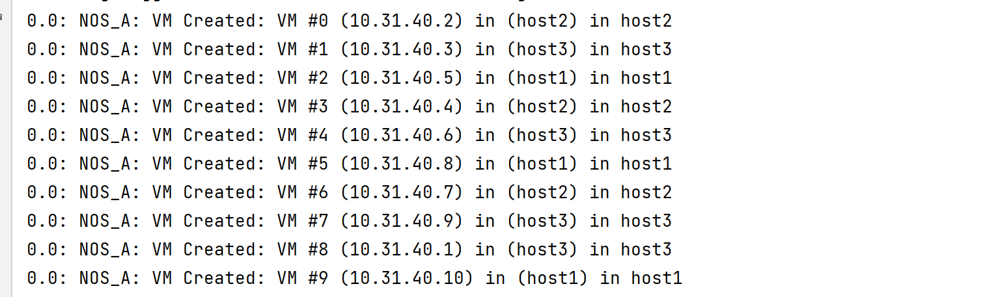 0.0: NOS_A: VM Created: VM #0 (10.31.40.2) in (host2) in host2
0.0: NOS_A: VM Created: VM #1 (10.31.40.3) in (host3) in host3
0.0: NOS_A: VM Created: VM #2 (10.31.40.5) in (host1) in host1
0.0: NOS_A: VM Created: VM #3 (10.31.40.4) in (host2) in host2
0.0: NOS_A: VM Created: VM #4 (10.31.40.6) in (host3) in host3
0.0: NOS_A: VM Created: VM #5 (10.31.40.8) in (host1) in host1
0.0: NOS_A: VM Created: VM #6 (10.31.40.7) in (host2) in host2
0.0: NOS_A: VM Created: VM #7 (10.31.40.9) in (host3) in host3
0.0: NOS_A: VM Created: VM #8 (10.31.40.1) in (host3) in host3
0.0: NOS_A: VM Created: VM #9 (10.31.40.10) in (host1) in host1